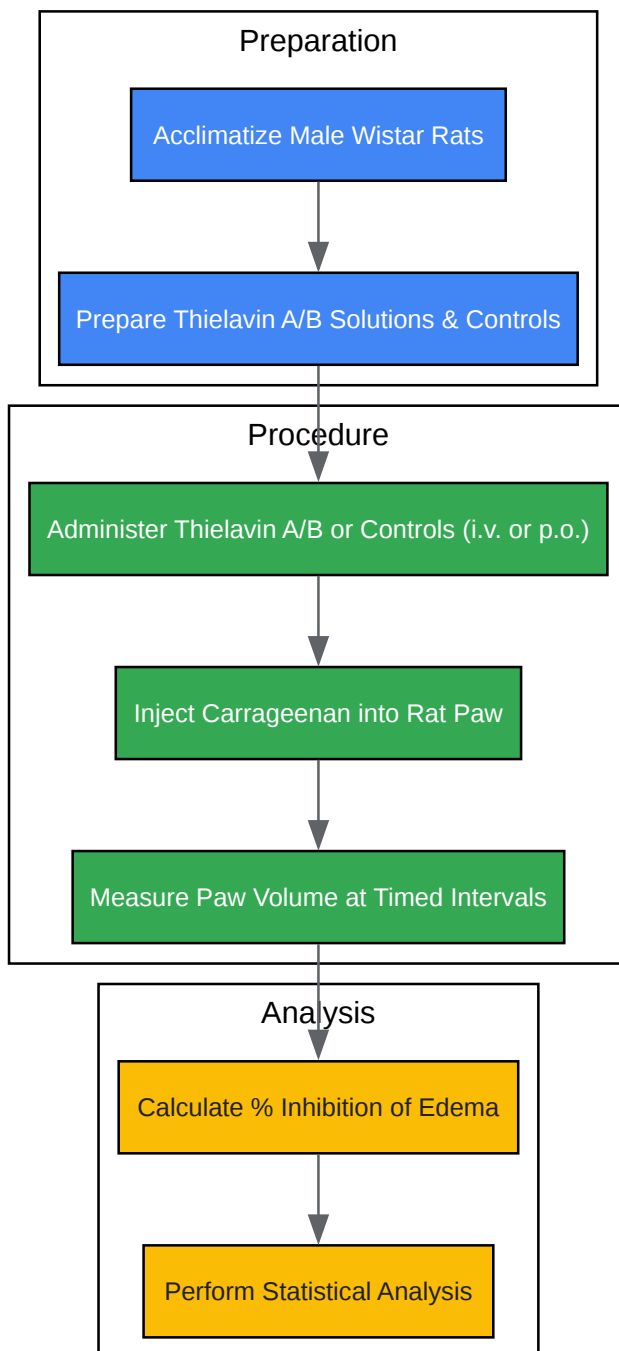 Preparation
Acclimatize Male Wistar Rats
Prepare Thielavin A/B Solutions & Controls
Procedure
Administer Thielavin A/B or Controls (i.v. or p.o.)
Inject Carrageenan into Rat Paw
Measure Paw Volume at Timed Intervals
Analysis
Calculate % Inhibition of Edema
Perform Statistical Analysis